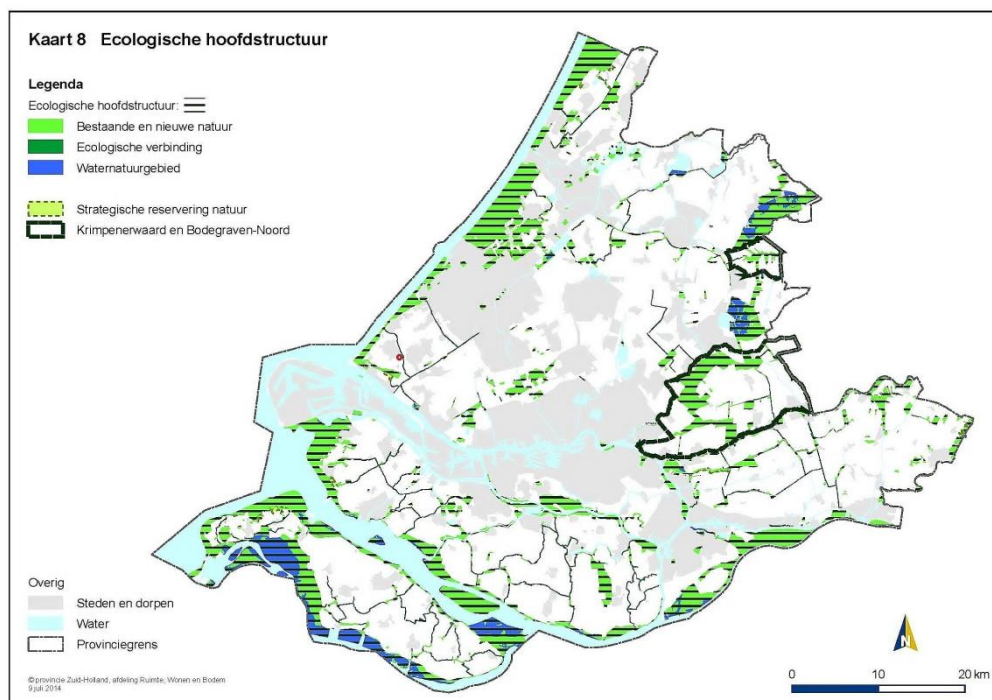 Kaart 8 Ecologische hoofdstructuur
Legenda
Ecologische hoofdstructuur:
Bestaande en nieuwe natuur
Ecologische verbinding
Waternatuurgebied
Strategische reservering natuur
Krimpenerwaard en Bodegraven-Noord
Overig
Steden en dorpen
Water
Provinciegrens
©provincie Zuid-Holland, afdeling Ruimte, Wonen en Bodem
9 juli 2014
N
0 10 20 km